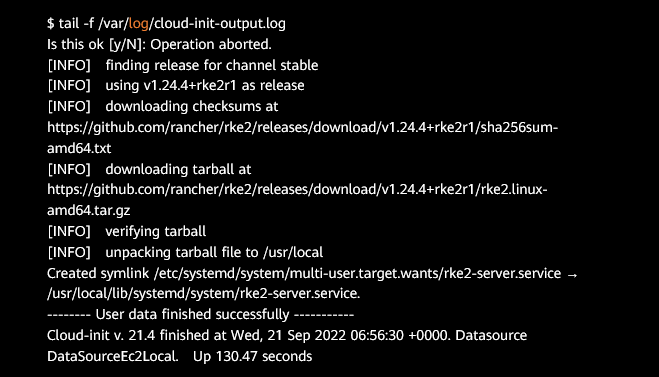 $ tail -f /var/log/cloud-init-output.log
Is this ok [y/N]: Operation aborted.
[INFO]  finding release for channel stable
[INFO]  using v1.24.4+rke2r1 as release
[INFO]  downloading checksums at
https://github.com/rancher/rke2/releases/download/v1.24.4+rke2r1/sha256sum-
amd64.txt
[INFO]  downloading tarball at
https://github.com/rancher/rke2/releases/download/v1.24.4+rke2r1/rke2.linux-
amd64.tar.gz
[INFO]  verifying tarball
[INFO]  unpacking tarball file to /usr/local
Created symlink /etc/systemd/system/multi-user.target.wants/rke2-server.service →
/usr/local/lib/systemd/system/rke2-server.service.
-------- User data finished successfully -----------
Cloud-init v. 21.4 finished at Wed, 21 Sep 2022 06:56:30 +0000. Datasource
DataSourceEc2Local.  Up 130.47 seconds